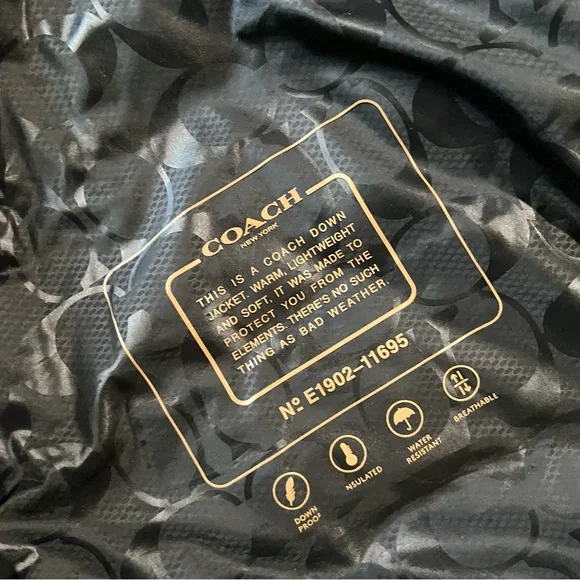 COACH
NEW YORK
THIS IS A COACH DOWN
JACKET. WARM, LIGHTWEIGHT
AND SOFT, IT WAS MADE TO
PROTECT YOU FROM THE
ELEMENTS. THERE'S NO SUCH
THING AS BAD WEATHER.
Nº E1902-11695
DOWN
PROOF
INSULATED
WATER
RESISTANT
BREATHABLE